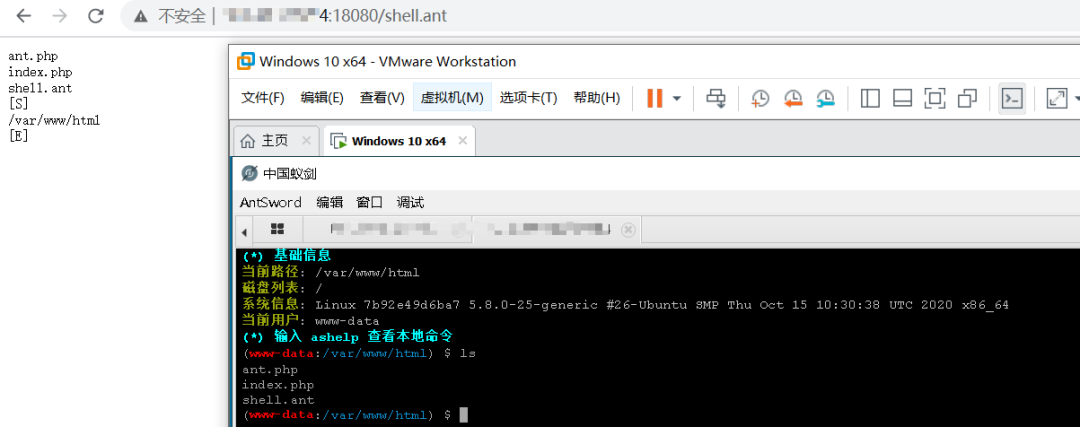 不安全
4:18080/shell.ant
ant.php
index.php
shell.ant
[S]
/var/www/html
[E]
Windows 10 x64 - VMware Workstation
文件(F) 编辑(E) 查看(V) 虚拟机(M) 选项卡(T) 帮助(H)
主页 Windows 10 x64
中国蚁剑
AntSword 编辑 窗口 调试
(*) 基础信息
当前路径: /var/www/html
磁盘列表: /
系统信息: Linux 7b92e49d6ba7 5.8.0-25-generic #26-Ubuntu SMP Thu Oct 15 10:30:38 UTC 2020 x86_64
当前用户: www-data
(*) 输入 ashelp 查看本地命令
(www-data:/var/www/html) $ ls
ant.php
index.php
shell.ant
(www-data:/var/www/html) $